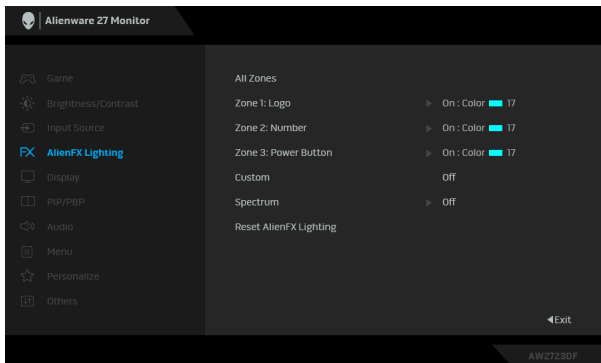 Alienware 27 Monitor
Game
Brightness/Contrast
Input Source
FX AlienFX Lighting
Display
PIP/PBP
Audio
Menu
Personalize
Others
All Zones
Zone 1: Logo On : Color 17
Zone 2: Number On : Color 17
Zone 3: Power Button On : Color 17
Custom Off
Spectrum Off
Reset AlienFX Lighting
Exit
AW2723DF